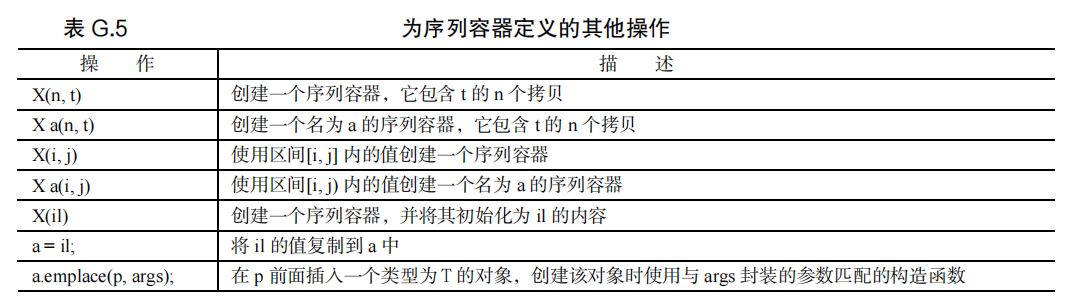 表 G.5 为序列容器定义的其他操作
操 作 描 述
X(n, t) 创建一个序列容器，它包含 t 的 n 个拷贝
X a(n, t) 创建一个名为 a 的序列容器，它包含 t 的 n 个拷贝
X(i, j) 使用区间[i, j] 内的值创建一个序列容器
X a(i, j) 使用区间[i, j) 内的值创建一个名为 a 的序列容器
X(il) 创建一个序列容器，并将其初始化为 il 的内容
a = il; 将 il 的值复制到 a 中
a.emplace(p, args); 在 p 前面插入一个类型为 T 的对象，创建该对象时使用与 args 封装的参数匹配的构造函数